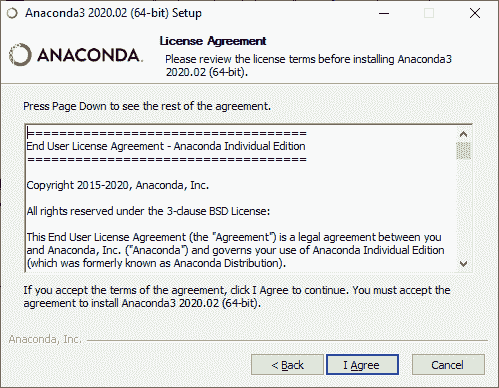 Anaconda3 2020.02 (64-bit) Setup
ANACONDA.
License Agreement
Please review the license terms before installing Anaconda3
2020.02 (64-bit).
Press Page Down to see the rest of the agreement.
====================================
End User License Agreement - Anaconda Individual Edition
====================================
Copyright 2015-2020, Anaconda, Inc.
All rights reserved under the 3-clause BSD License:
This End User License Agreement (the "Agreement") is a legal agreement between you
and Anaconda, Inc. ("Anaconda") and governs your use of Anaconda Individual Edition
(which was formerly known as Anaconda Distribution).
If you accept the terms of the agreement, click I Agree to continue. You must accept the
agreement to install Anaconda3 2020.02 (64-bit).
Anaconda, Inc.
< Back
I Agree
Cancel